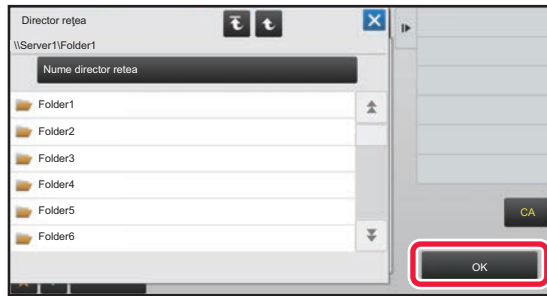 Director rețea
\\Server1\Folder1
Nume director retea
Folder1
Folder2
Folder3
Folder4
Folder5
Folder6
CA
OK